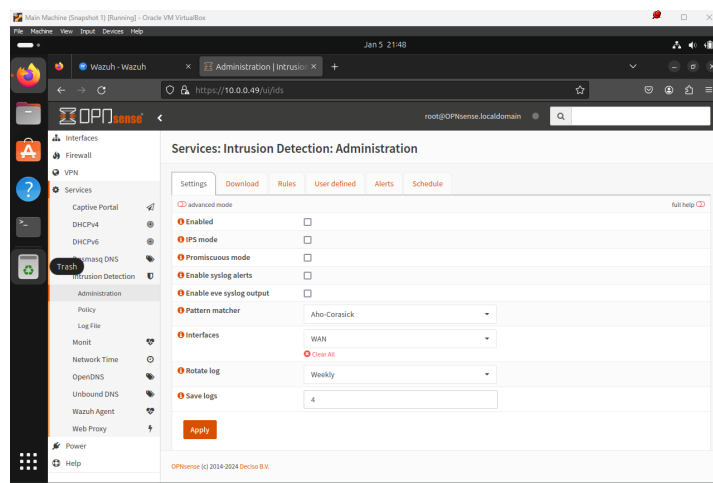 Main Machine (Snapshot 1) [Running] - Oracle VM VirtualBox
File Machine View Input Devices Help
Jan 5 21:48
Wazuh - Wazuh
Administration | Intrusion
https://10.0.0.49/ui/ids
OPNsense
root@OPNsense.localdomain
Interfaces
Firewall
VPN
Services
Captive Portal
DHCPv4
DHCPv6
Dnsmasq DNS
Trash
Intrusion Detection
Administration
Policy
Log File
Monit
Network Time
OpenDNS
Unbound DNS
Wazuh Agent
Web Proxy
Power
Help
Services: Intrusion Detection: Administration
Settings Download Rules User defined Alerts Schedule
advanced mode full help
Enabled
IPS mode
Promiscuous mode
Enable syslog alerts
Enable eve syslog output
Pattern matcher Aho-Corasick
Interfaces WAN
Clear All
Rotate log Weekly
Save logs 4
Apply
OPNsense (c) 2014-2024 Deciso B.V.